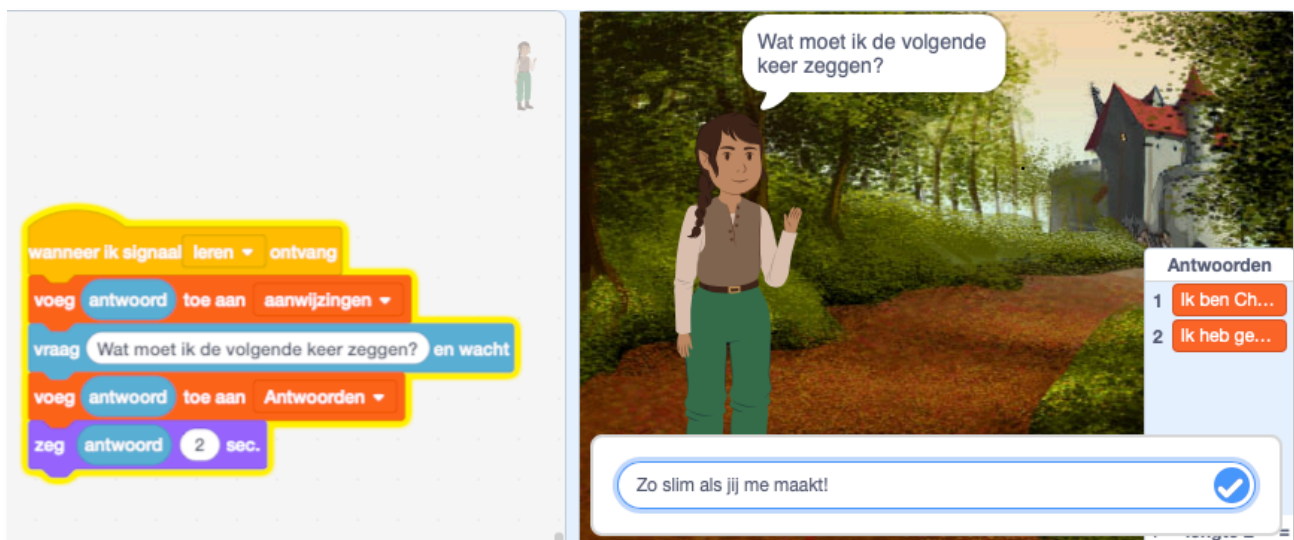 wanneer ik signaal leren ontvang
voeg antwoord toe aan aanwijzingen
vraag Wat moet ik de volgende keer zeggen? en wacht
voeg antwoord toe aan Antwoorden
zeg antwoord 2 sec.
Wat moet ik de volgende
keer zeggen?
Antwoorden
1 Ik ben Ch...
2 Ik heb ge...
Zo slim als jij me maakt!